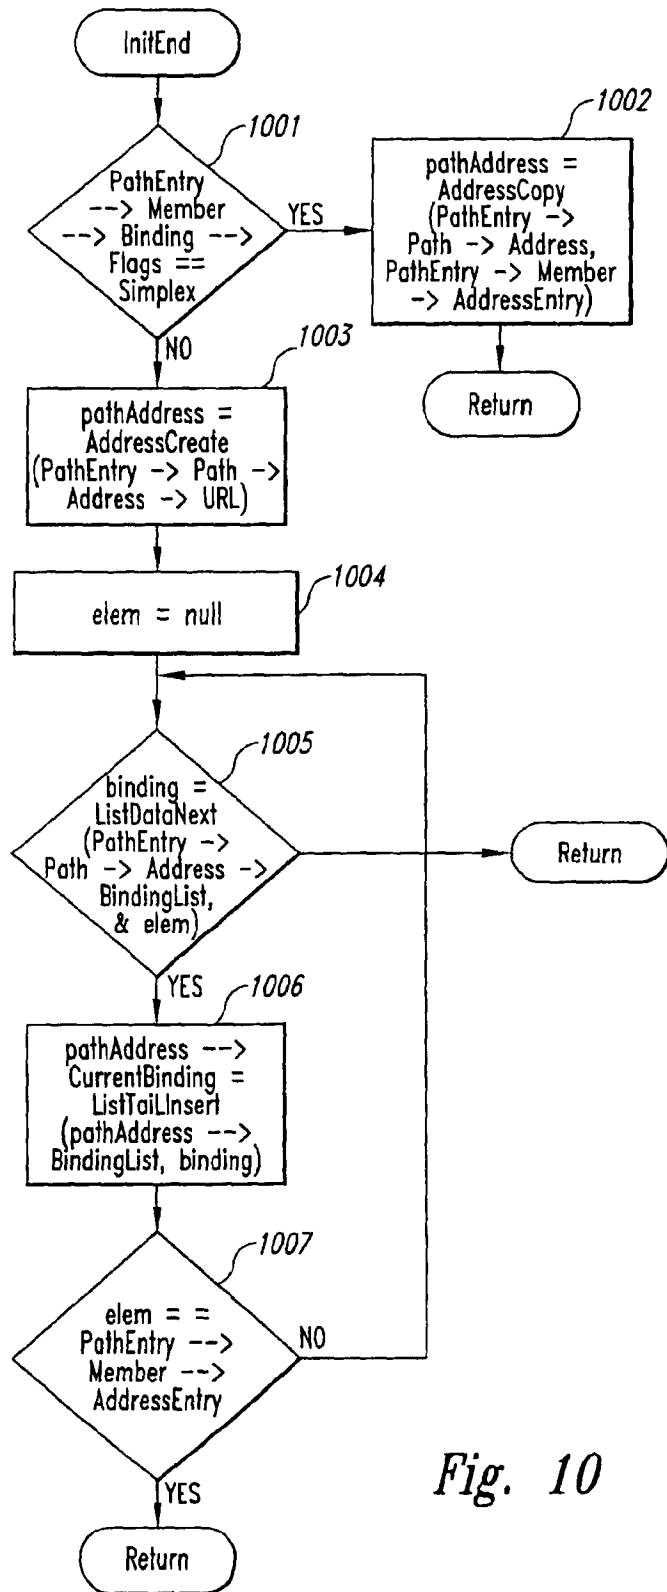 InitEnd
1001
PathEntry
--> Member
--> Binding -->
Flags ==
Simplex
YES
1002
pathAddress =
AddressCopy
(PathEntry ->
Path -> Address,
PathEntry -> Member
-> AddressEntry)
Return
NO
1003
pathAddress =
AddressCreate
(PathEntry -> Path ->
Address -> URL)
1004
elem = null
1005
binding =
ListDataNext
(PathEntry ->
Path -> Address ->
BindingList,
& elem)
Return
YES
1006
pathAddress -->
CurrentBinding =
ListTailInsert
(pathAddress -->
BindingList, binding)
1007
elem = =
PathEntry -->
Member -->
AddressEntry
NO
YES
Return
Fig. 10